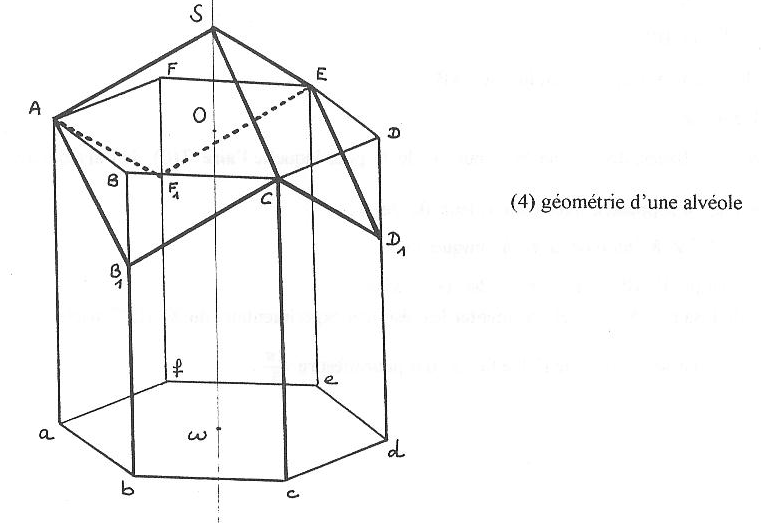 S
F
E
A
O
D
B
F₁
C
(4) géométrie d'une alvéole
D₁
B₁
f
e
a
ω
d
b
c